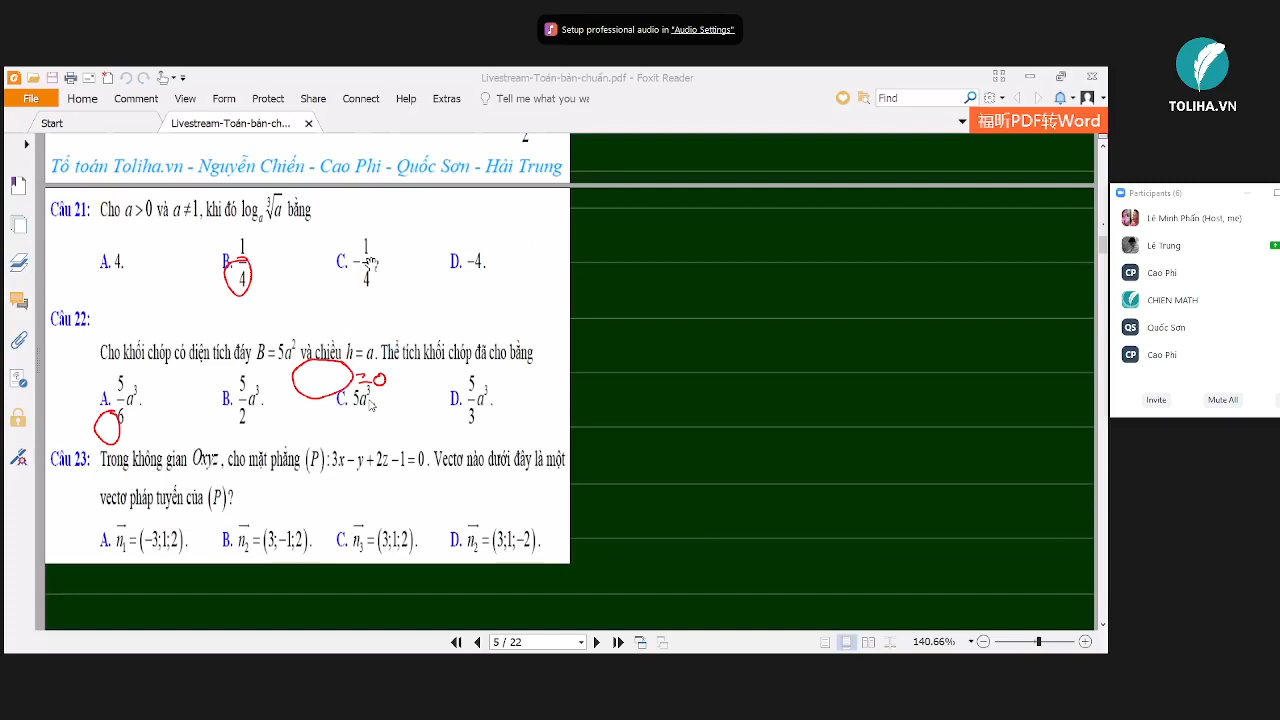 Setup professional audio in "Audio Settings"
TOLIHA.VN
Livestream-Toán-bản-chuẩn.pdf - Foxit Reader
File Home Comment View Form Protect Share Connect Help Extras Tell me what you wa Find
Start Livestream-Toán-bản-ch... 福昕PDF转Word
2
Tổ toán Toliha.vn - Nguyễn Chiến - Cao Phi - Quốc Sơn - Hải Trung
Câu 21: Cho a > 0 và a ≠ 1, khi đó logₐ ∛a bằng
A. 4. B. 1/4 C. -1/4 D. -4.
Câu 22:
Cho khối chóp có diện tích đáy B = 5a² và chiều h = a. Thể tích khối chóp đã cho bằng
= 0
A. 5/6 a³. B. 5/2 a³. C. 5a³ D. 5/3 a³.
Câu 23: Trong không gian Oxyz, cho mặt phẳng (P): 3x - y + 2z - 1 = 0. Vectơ nào dưới đây là một
vectơ pháp tuyến của (P)?
A. n₁ = (-3;1;2). B. n₂ = (3;-1;2). C. n₃ = (3;1;2). D. n₂ = (3;1;-2).
5 / 22 140.66%
Participants (6)
Lê Minh Phấn (Host, me)
Lê Trung
CP Cao Phi
CHIEN MATH
QS Quốc Sơn
CP Cao Phi
Invite Mute All